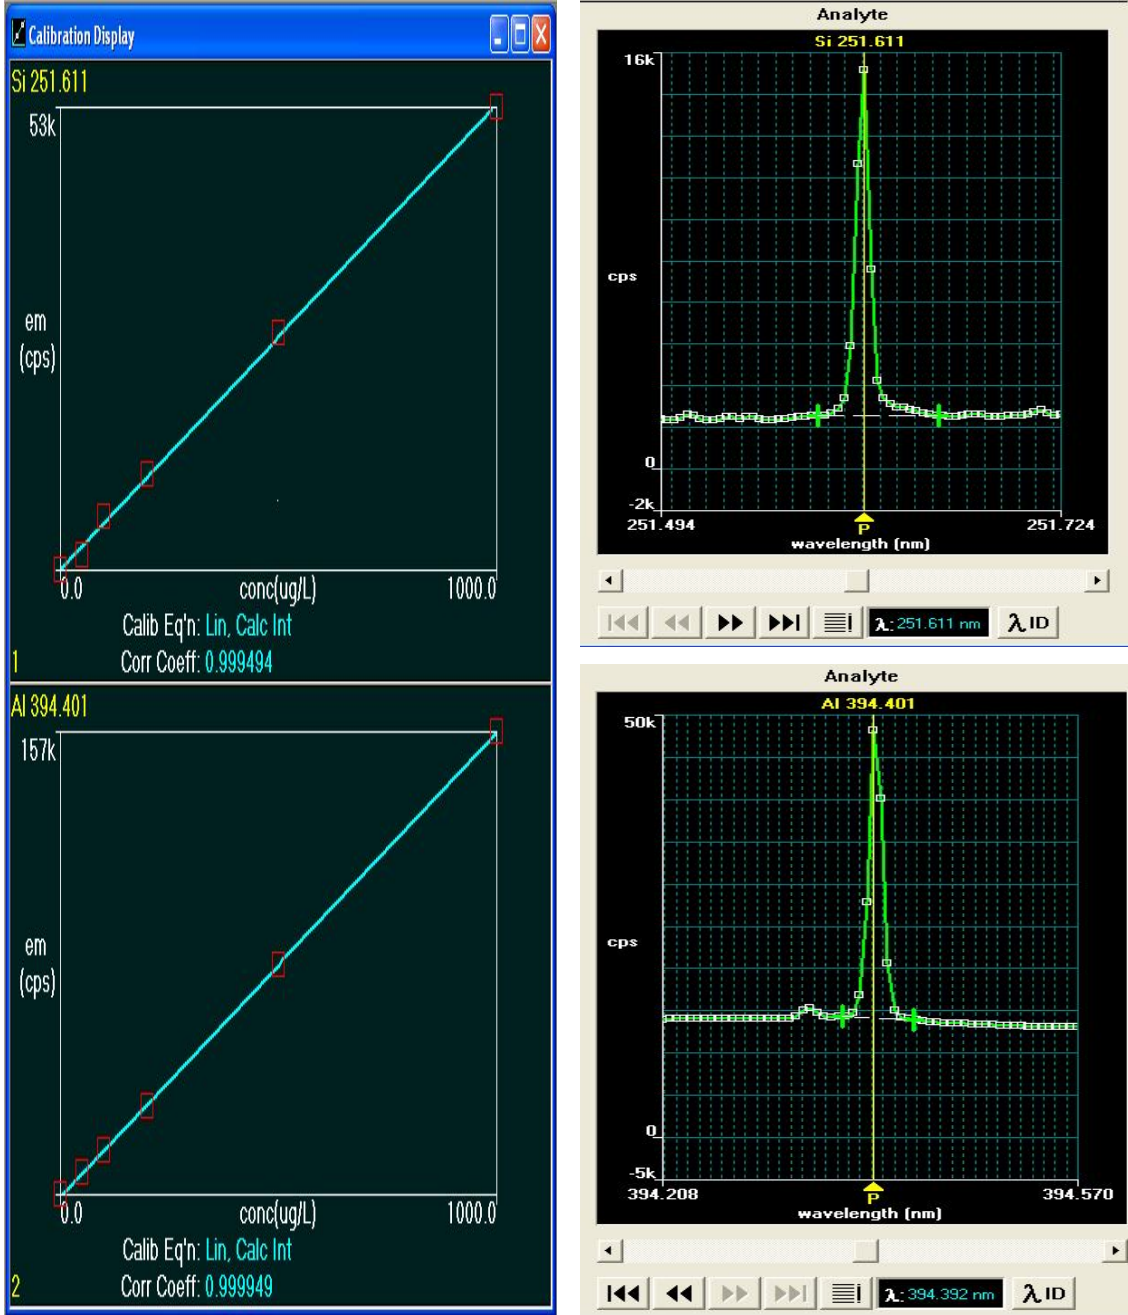 Calibration Display
Si 251.611
53k
em
(cps)
0.0 conc(ug/L) 1000.0
Calib Eq'n: Lin, Calc Int
1 Corr Coeff: 0.999494
Al 394.401
157k
em
(cps)
0.0 conc(ug/L) 1000.0
Calib Eq'n: Lin, Calc Int
2 Corr Coeff: 0.999949
Analyte
Si 251.611
16k
cps
0
-2k
251.494 P 251.724
wavelength (nm)
λ: 251.611 nm λ ID
Analyte
Al 394.401
50k
cps
0
-5k
394.208 P 394.570
wavelength (nm)
λ: 394.392 nm λ ID